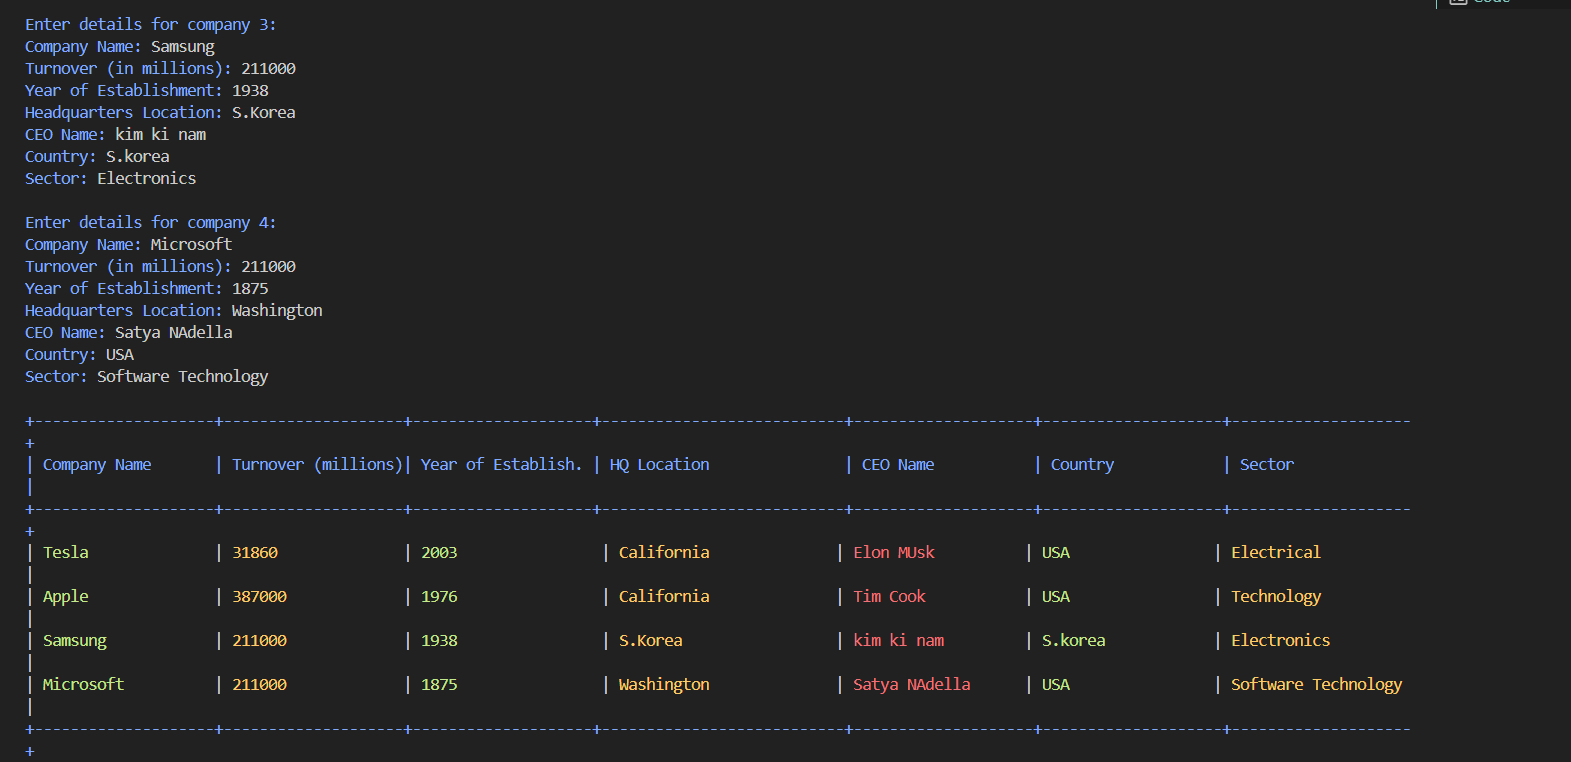 Enter details for company 3:
Company Name: Samsung
Turnover (in millions): 211000
Year of Establishment: 1938
Headquarters Location: S.Korea
CEO Name: kim ki nam
Country: S.korea
Sector: Electronics
Enter details for company 4:
Company Name: Microsoft
Turnover (in millions): 211000
Year of Establishment: 1875
Headquarters Location: Washington
CEO Name: Satya NAdella
Country: USA
Sector: Software Technology
+--------------------+--------------------+--------------------+---------------------------+--------------------+--------------------+--------------------
+
| Company Name | Turnover (millions)| Year of Establish. | HQ Location | CEO Name | Country | Sector
|
+--------------------+--------------------+--------------------+---------------------------+--------------------+--------------------+--------------------
+
| Tesla | 31860 | 2003 | California | Elon MUsk | USA | Electrical
|
| Apple | 387000 | 1976 | California | Tim Cook | USA | Technology
|
| Samsung | 211000 | 1938 | S.Korea | kim ki nam | S.korea | Electronics
|
| Microsoft | 211000 | 1875 | Washington | Satya NAdella | USA | Software Technology
|
+--------------------+--------------------+--------------------+---------------------------+--------------------+--------------------+--------------------
+